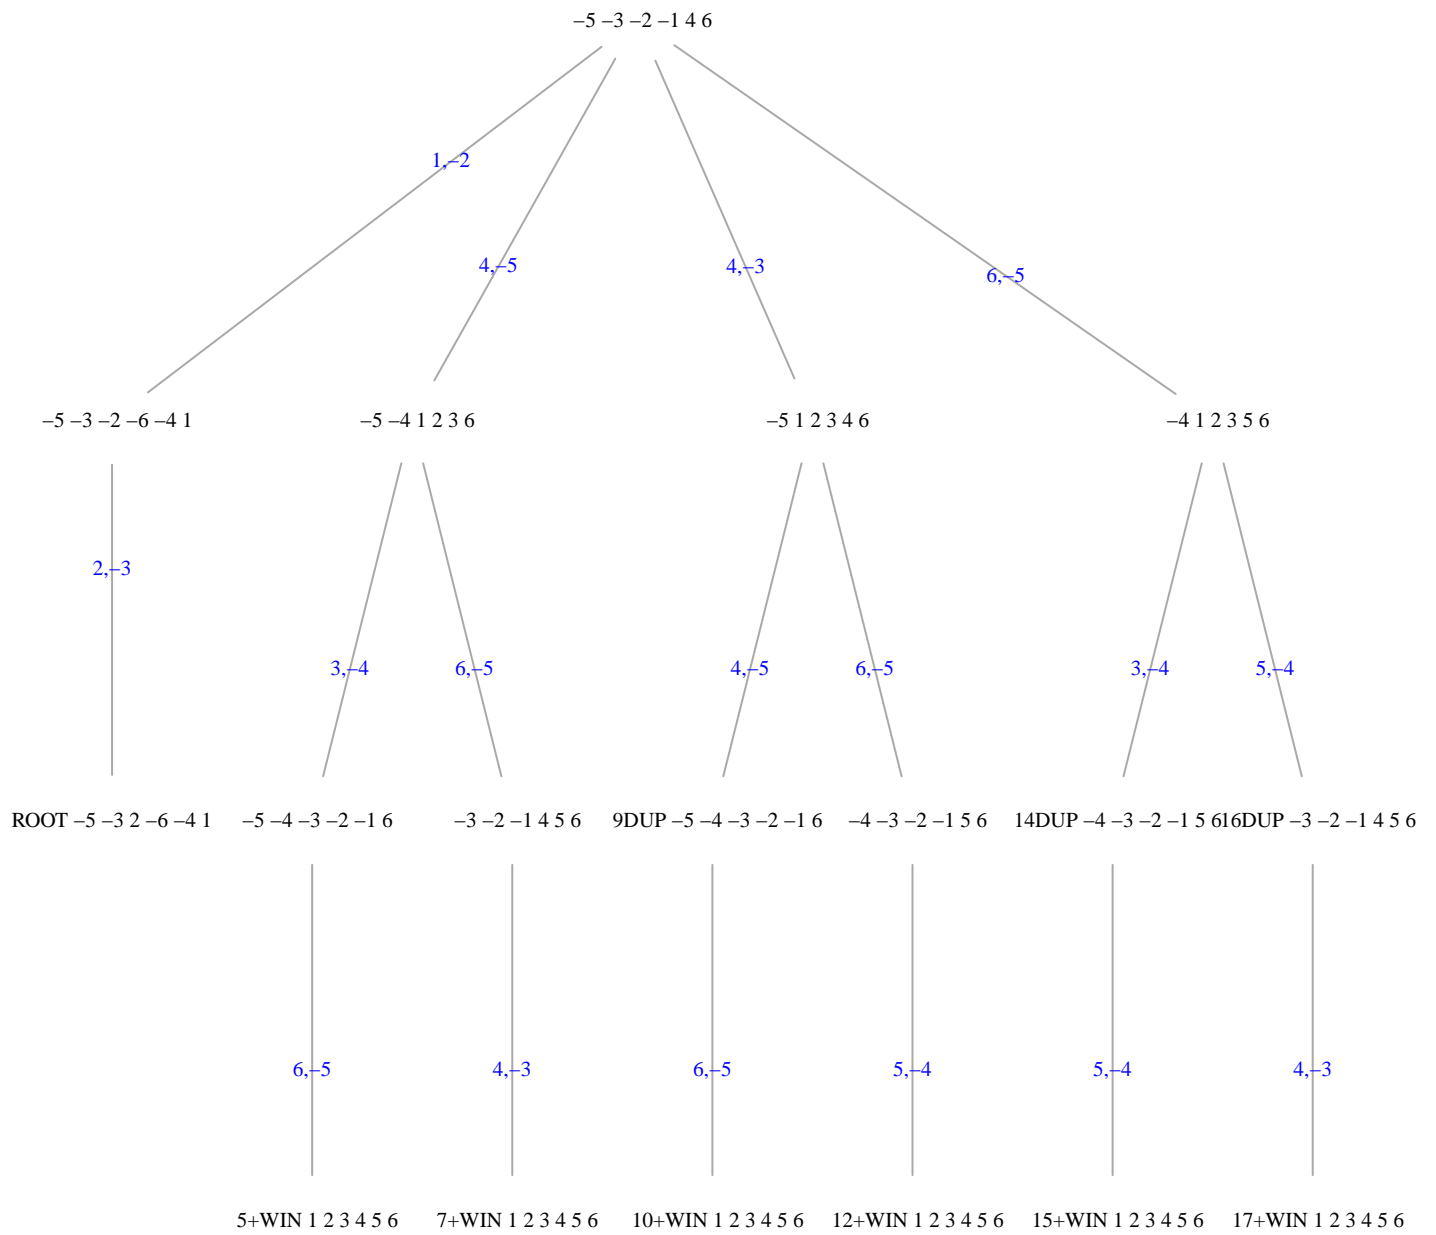 –5 –3 –2 –1 4 6
1,–2
4,–5
4,–3
6,–5
–5 –3 –2 –6 –4 1
–5 –4 1 2 3 6
–5 1 2 3 4 6
–4 1 2 3 5 6
2,–3
3,–4
6,–5
4,–5
6,–5
3,–4
5,–4
ROOT –5 –3 2 –6 –4 1
–5 –4 –3 –2 –1 6
–3 –2 –1 4 5 6
9DUP –5 –4 –3 –2 –1 6
–4 –3 –2 –1 5 6
14DUP –4 –3 –2 –1 5 6
16DUP –3 –2 –1 4 5 6
6,–5
4,–3
6,–5
5,–4
5,–4
4,–3
5+WIN 1 2 3 4 5 6
7+WIN 1 2 3 4 5 6
10+WIN 1 2 3 4 5 6
12+WIN 1 2 3 4 5 6
15+WIN 1 2 3 4 5 6
17+WIN 1 2 3 4 5 6